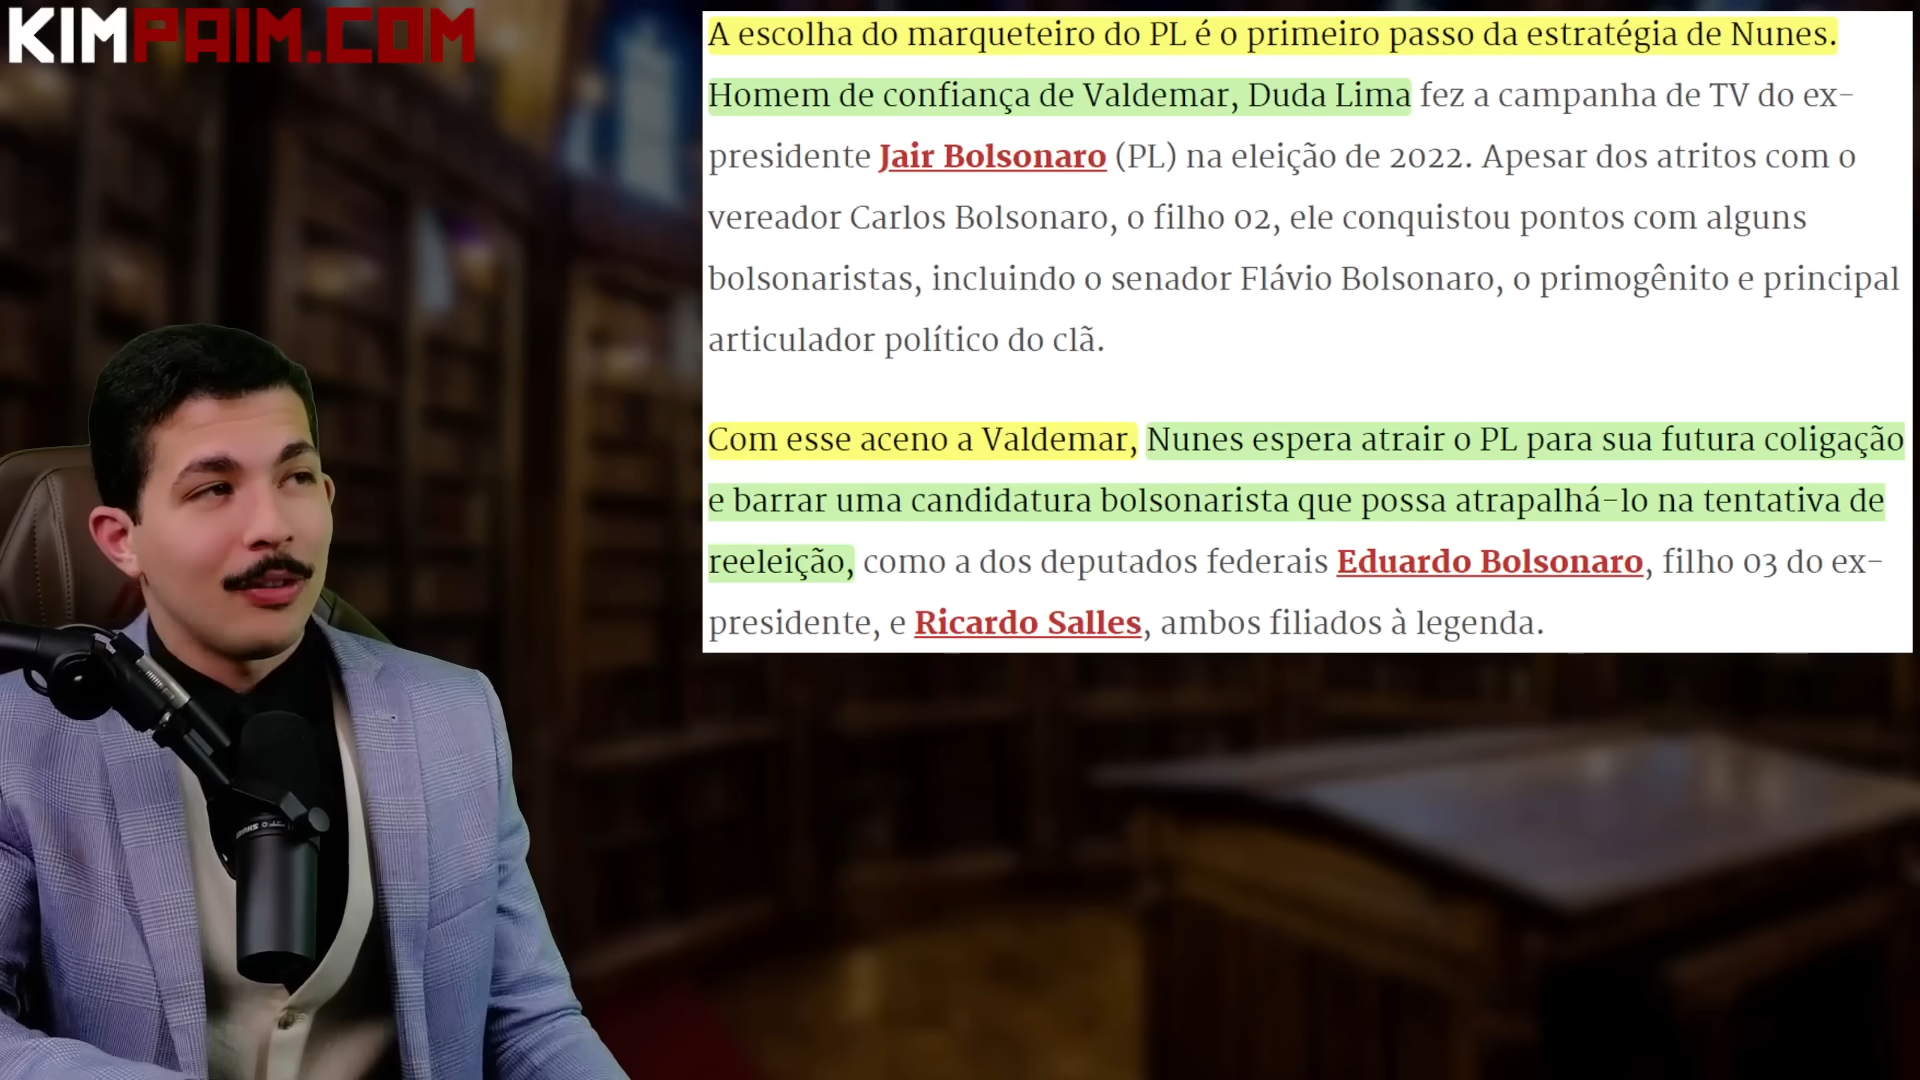 KIMPAIM.COM
A escolha do marqueteiro do PL é o primeiro passo da estratégia de Nunes.
Homem de confiança de Valdemar, Duda Lima fez a campanha de TV do ex-
presidente Jair Bolsonaro (PL) na eleição de 2022. Apesar dos atritos com o
vereador Carlos Bolsonaro, o filho 02, ele conquistou pontos com alguns
bolsonaristas, incluindo o senador Flávio Bolsonaro, o primogênito e principal
articulador político do clã.
Com esse aceno a Valdemar, Nunes espera atrair o PL para sua futura coligação
e barrar uma candidatura bolsonarista que possa atrapalhá-lo na tentativa de
reeleição, como a dos deputados federais Eduardo Bolsonaro, filho 03 do ex-
presidente, e Ricardo Salles, ambos filiados à legenda.